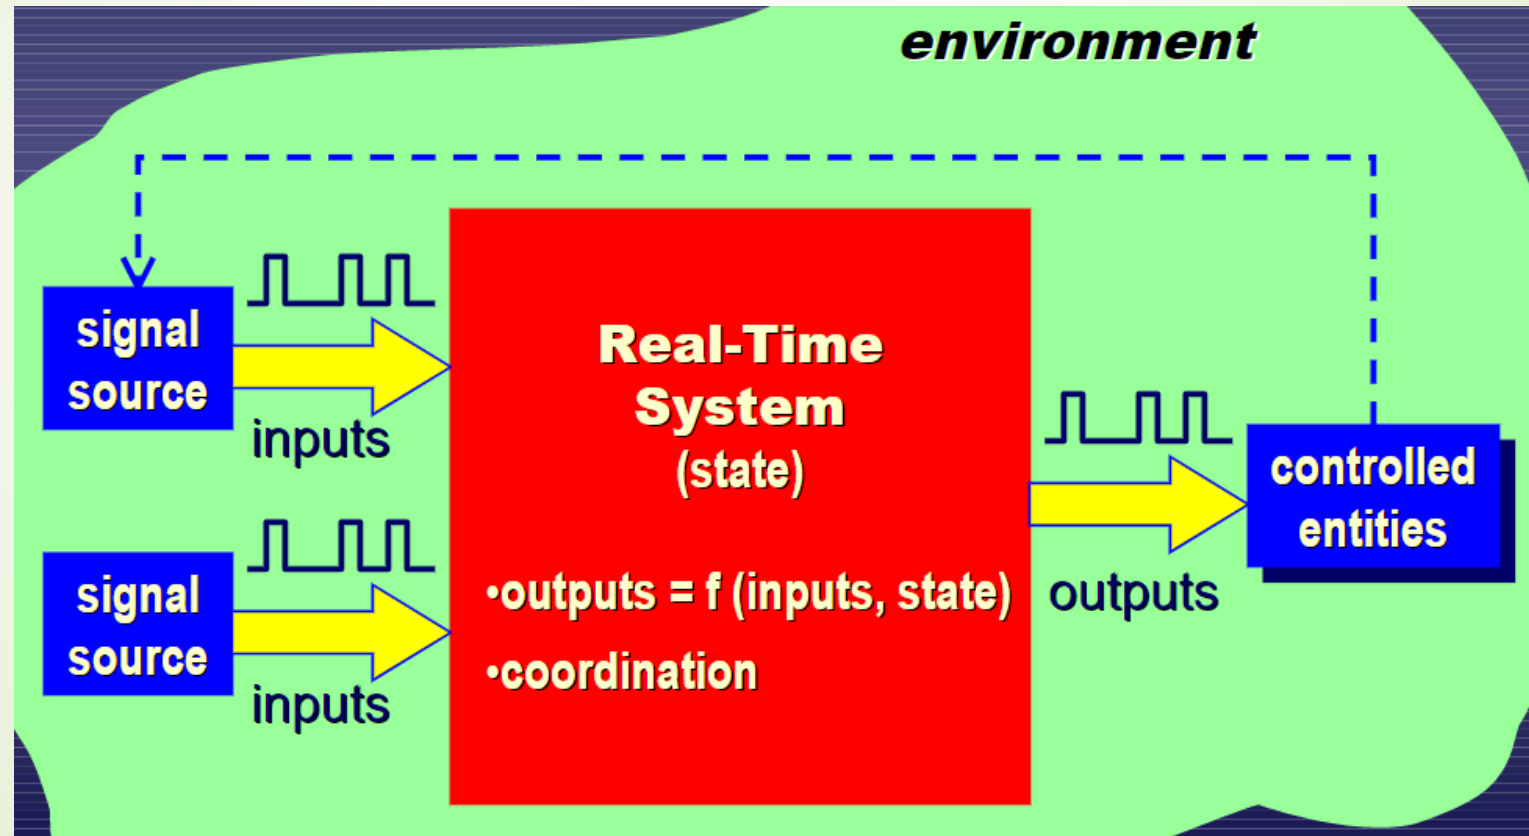 environment
signal
source
inputs
signal
source
inputs
Real-Time
System
(state)
•outputs = f (inputs, state)
•coordination
outputs
controlled
entities